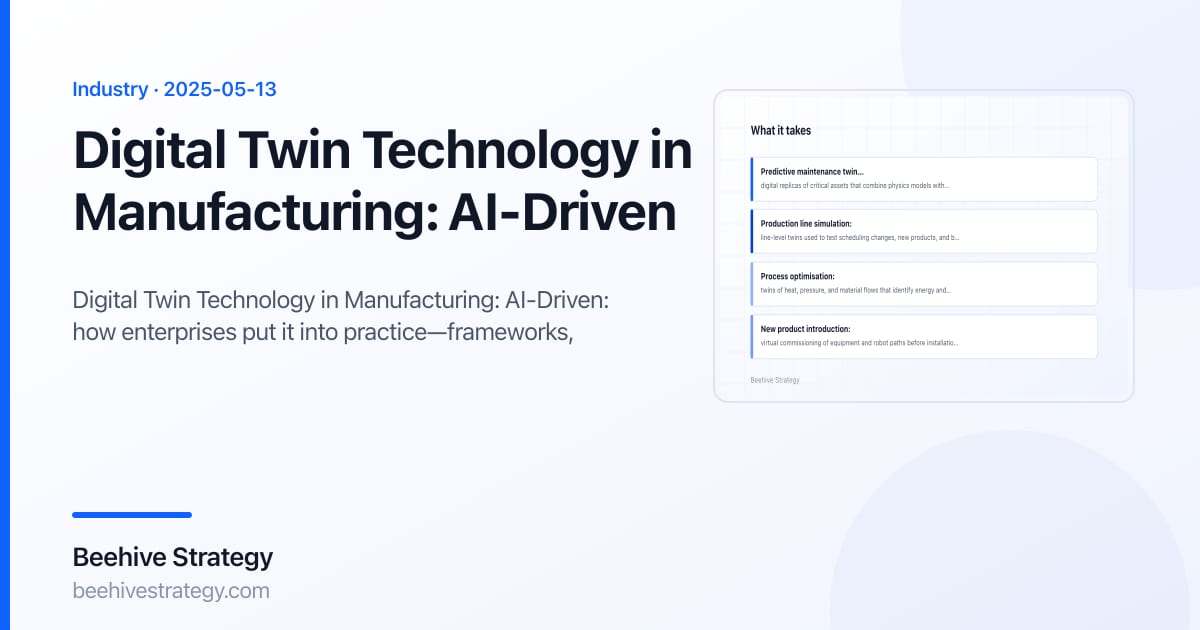 Industry · 2025-05-13
Digital Twin Technology in
Manufacturing: AI-Driven
Digital Twin Technology in Manufacturing: AI-Driven:
how enterprises put it into practice—frameworks,
What it takes
Predictive maintenance twin...
digital replicas of critical assets that combine physics models with...
Production line simulation:
line-level twins used to test scheduling changes, new products, and b...
Process optimisation:
twins of heat, pressure, and material flows that identify energy and...
New product introduction:
virtual commissioning of equipment and robot paths before installatio...
Beehive Strategy
Beehive Strategy
beehivestrategy.com